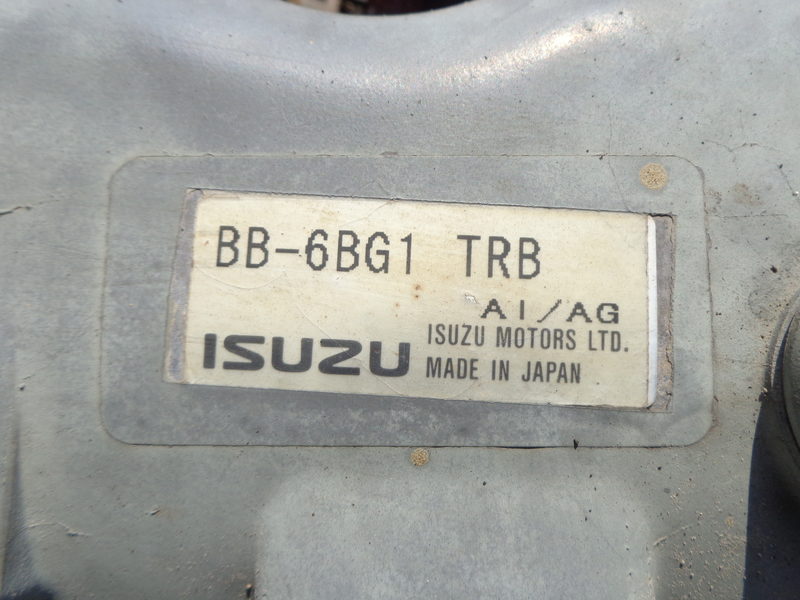 BB-6BG1 TRB
AI/AG
ISUZU
ISUZU MOTORS LTD.
MADE IN JAPAN